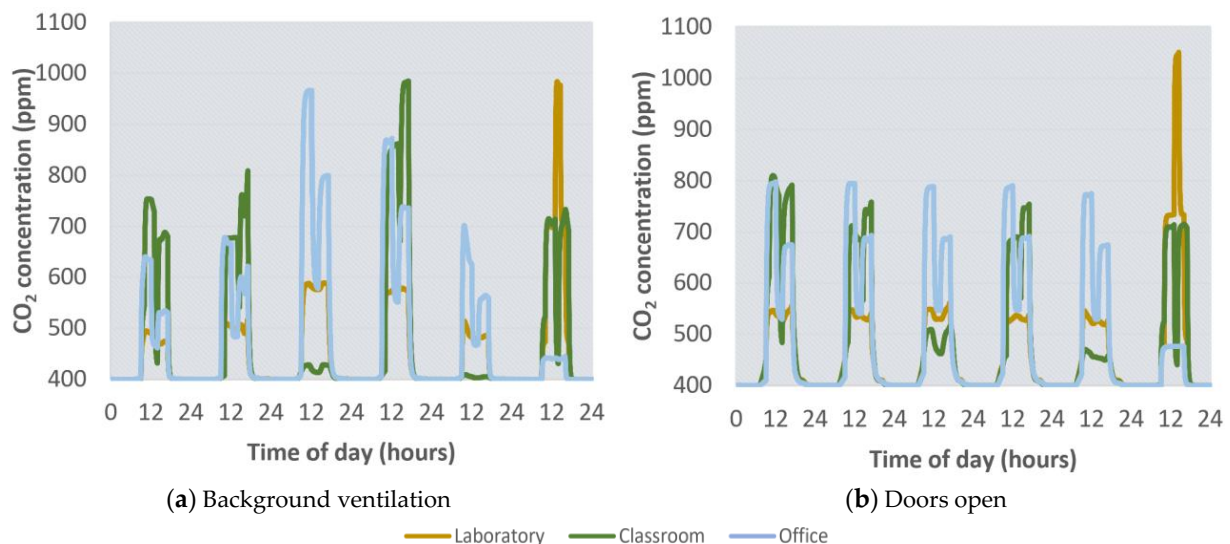 1100
1000
900
800
700
600
500
400
CO2 concentration (ppm)
0 12 24 12 24 12 24 12 24 12 24 12 24
Time of day (hours)
(a) Background ventilation
1100
1000
900
800
700
600
500
400
CO2 concentration (ppm)
0 12 24 12 24 12 24 12 24 12 24 12 24
Time of day (hours)
(b) Doors open
Laboratory Classroom Office